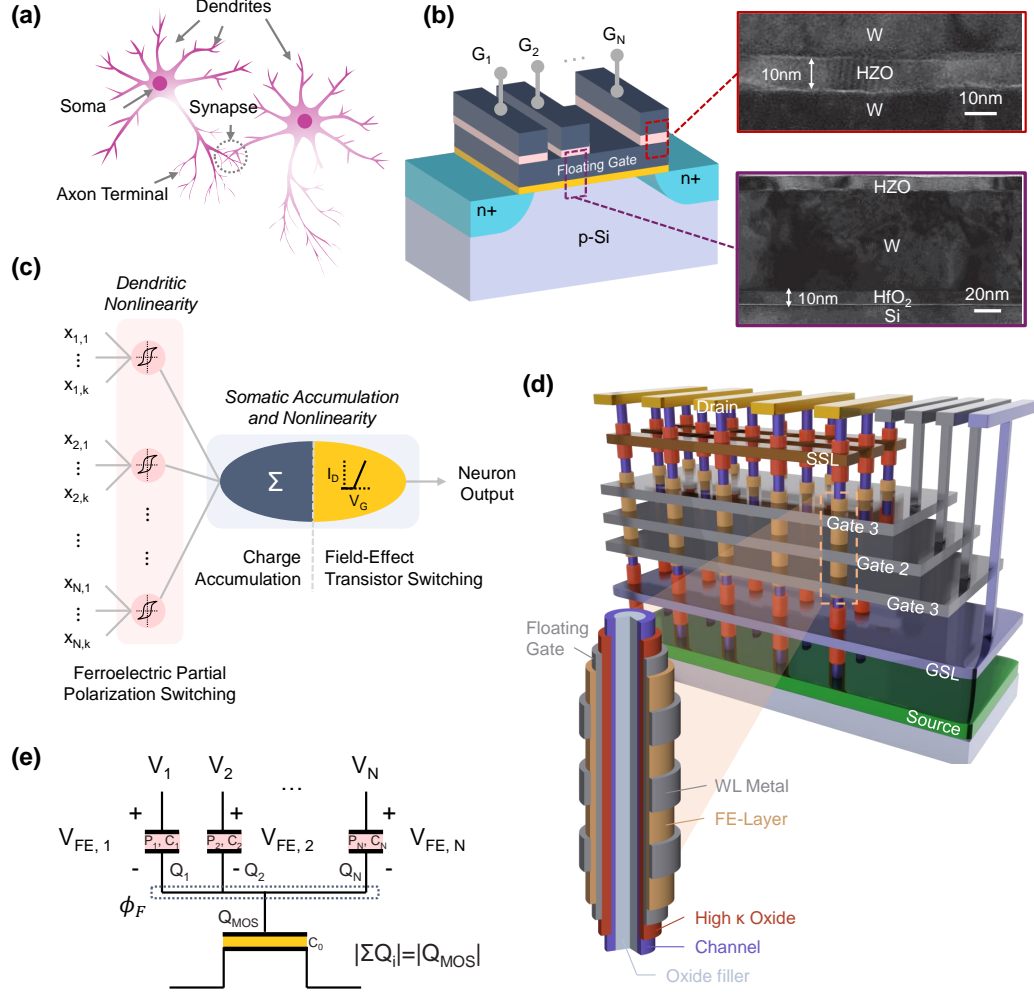 (a)
Dendrites
Soma
Synapse
Axon Terminal
(b)
G1
G2
...
GN
Floating Gate
n+
n+
p-Si
W
10nm
HZO
W
10nm
HZO
W
10nm
HfO2
Si
20nm
(c)
Dendritic
Nonlinearity
x1,1
⋮
x1,k
x2,1
⋮
x2,k
⋮
⋮
⋮
xN,1
⋮
xN,k
Ferroelectric Partial
Polarization Switching
Somatic Accumulation
and Nonlinearity
Σ
ID
VG
Neuron
Output
Charge
Accumulation
Field-Effect
Transistor Switching
(d)
Drain
SSL
Gate 3
Gate 2
Gate 3
GSL
Source
Floating
Gate
WL Metal
FE-Layer
High κ Oxide
Channel
Oxide filler
(e)
V1
V2
...
VN
+
+
+
VFE, 1
P1, C1
P2, C2
VFE, 2
PN, CN
VFE, N
-
Q1
-
Q2
QN
-
ϕF
QMOS
C0
|ΣQi|=|QMOS|